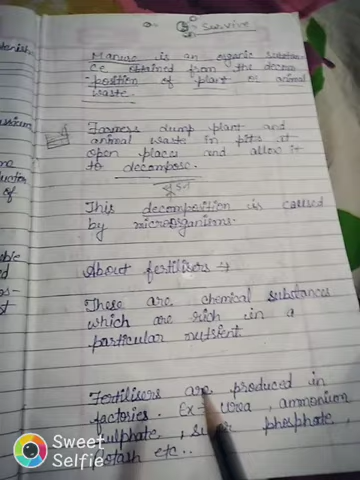 Survive
Manure is an organic substan-
ce obtained from the decom-
position of plant or animal
waste.
Farmers dump plant and
animal waste in pits at
open places and allow it
to decompose.
This decomposition is caused
by microorganisms.
About fertilisers →
These are chemical substances
which are rich in a
particular nutrient.
Fertilisers are produced in
factories. Ex- Urea, ammonium
sulphate, super phosphate,
potash etc..
Sweet
Selfie